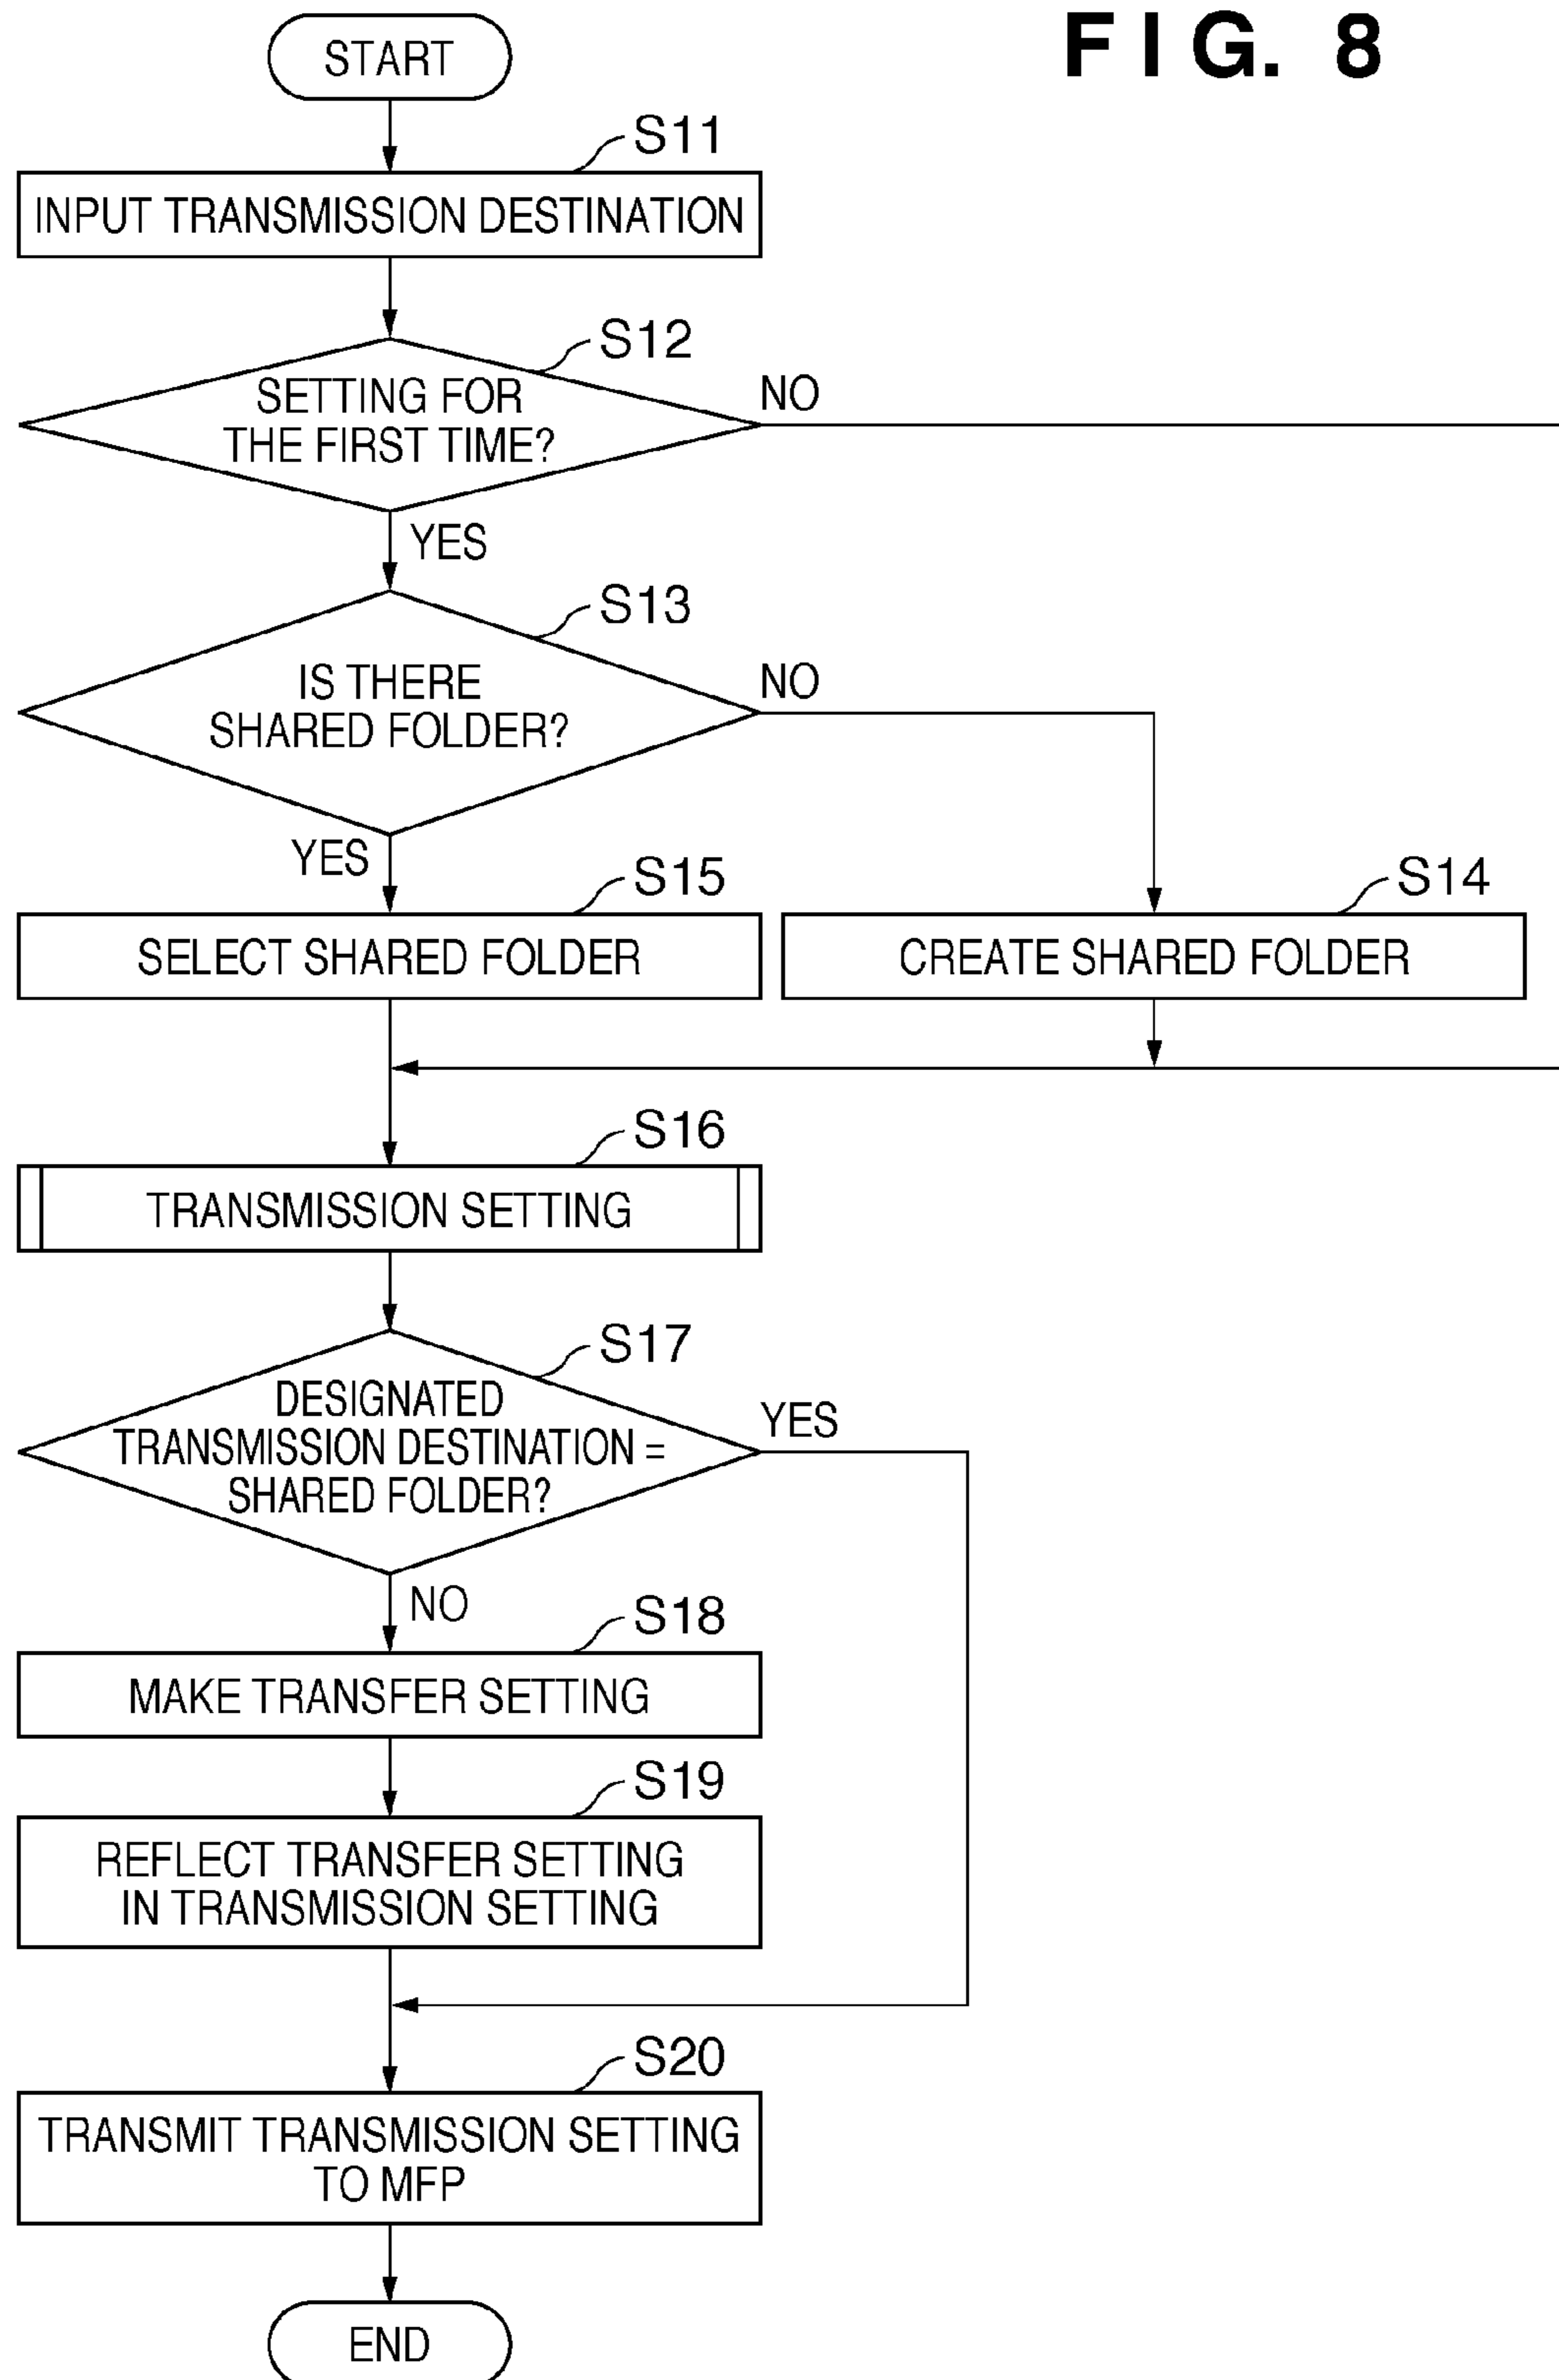 FIG. 8
START
S11
INPUT TRANSMISSION DESTINATION
S12
SETTING FOR
THE FIRST TIME?
NO
YES
S13
IS THERE
SHARED FOLDER?
NO
YES
S15
SELECT SHARED FOLDER
S14
CREATE SHARED FOLDER
S16
TRANSMISSION SETTING
S17
DESIGNATED
TRANSMISSION DESTINATION =
SHARED FOLDER?
YES
NO
S18
MAKE TRANSFER SETTING
S19
REFLECT TRANSFER SETTING
IN TRANSMISSION SETTING
S20
TRANSMIT TRANSMISSION SETTING
TO MFP
END